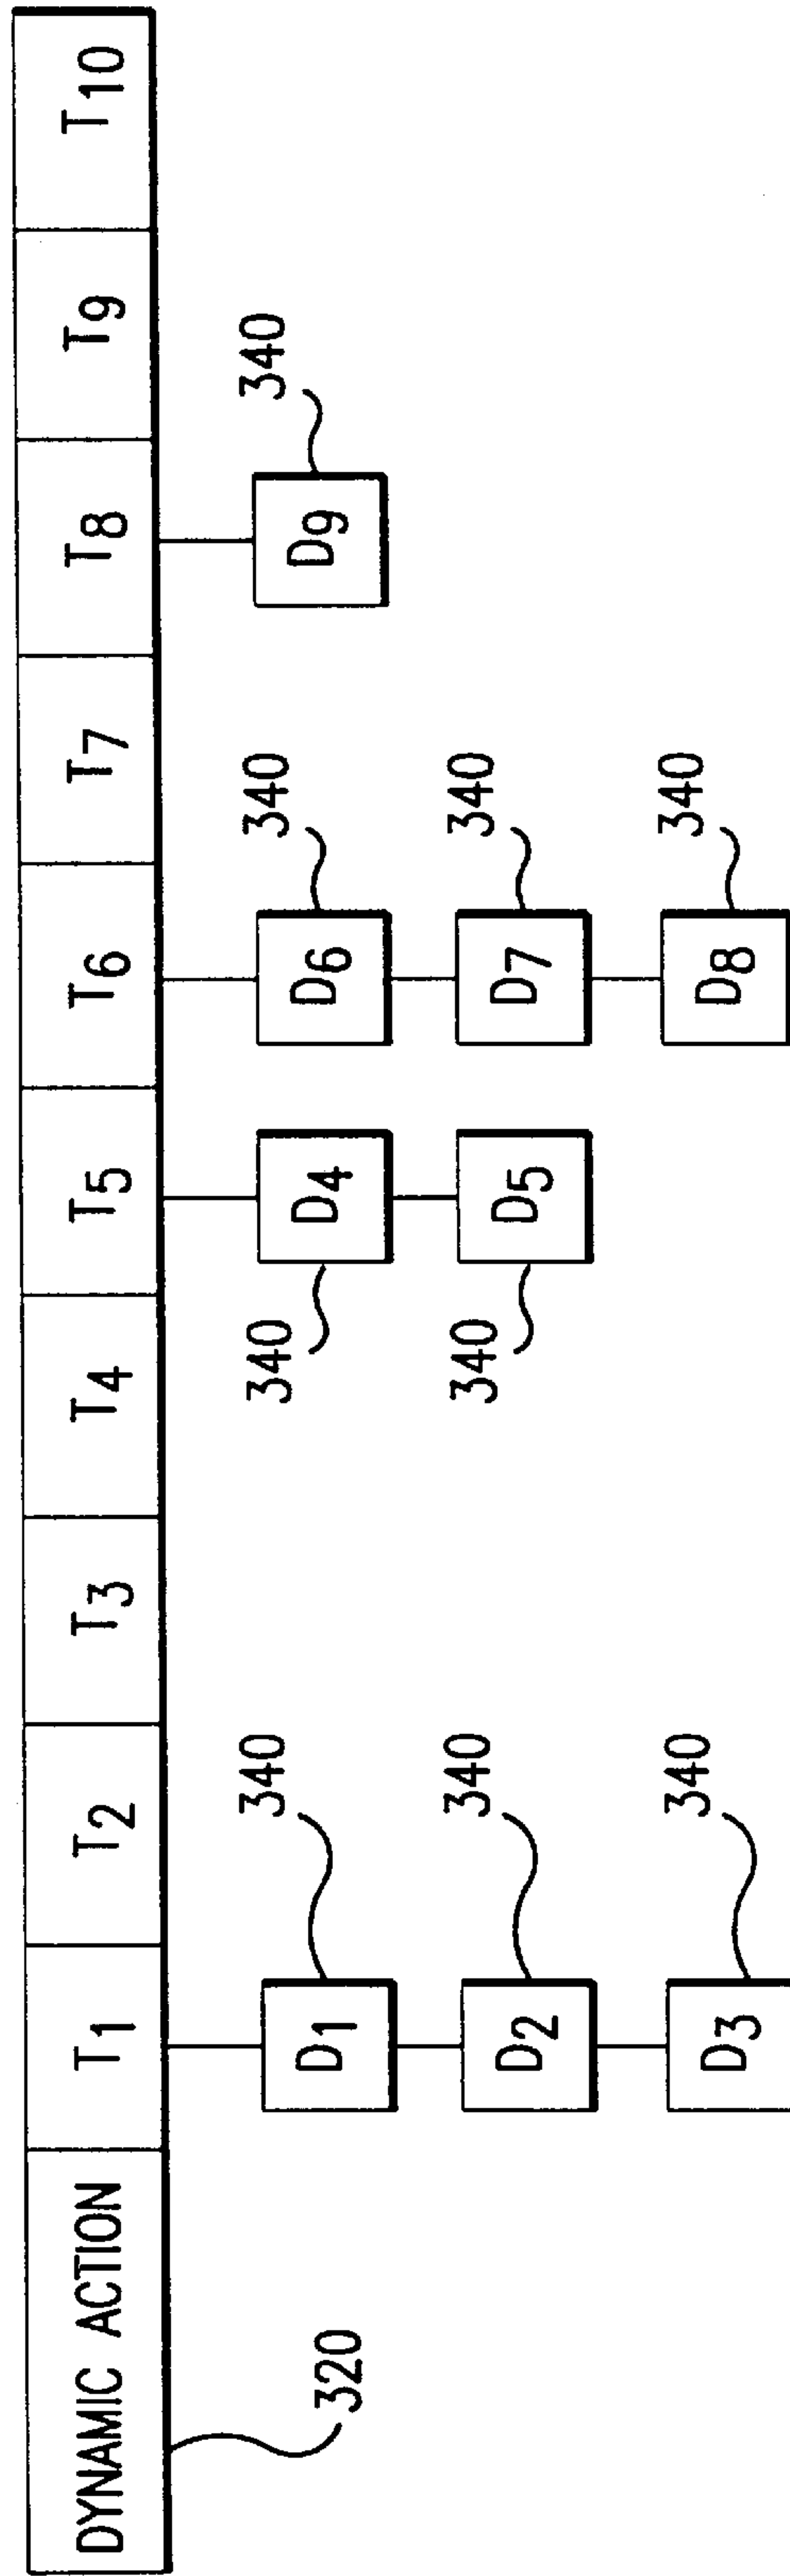 DYNAMIC ACTION T1 T2 T3 T4 T5 T6 T7 T8 T9 T10
320
D1 340 340 D4 D6 340 D9 340
D2 340 340 D5 D7 340
D3 340 D8 340